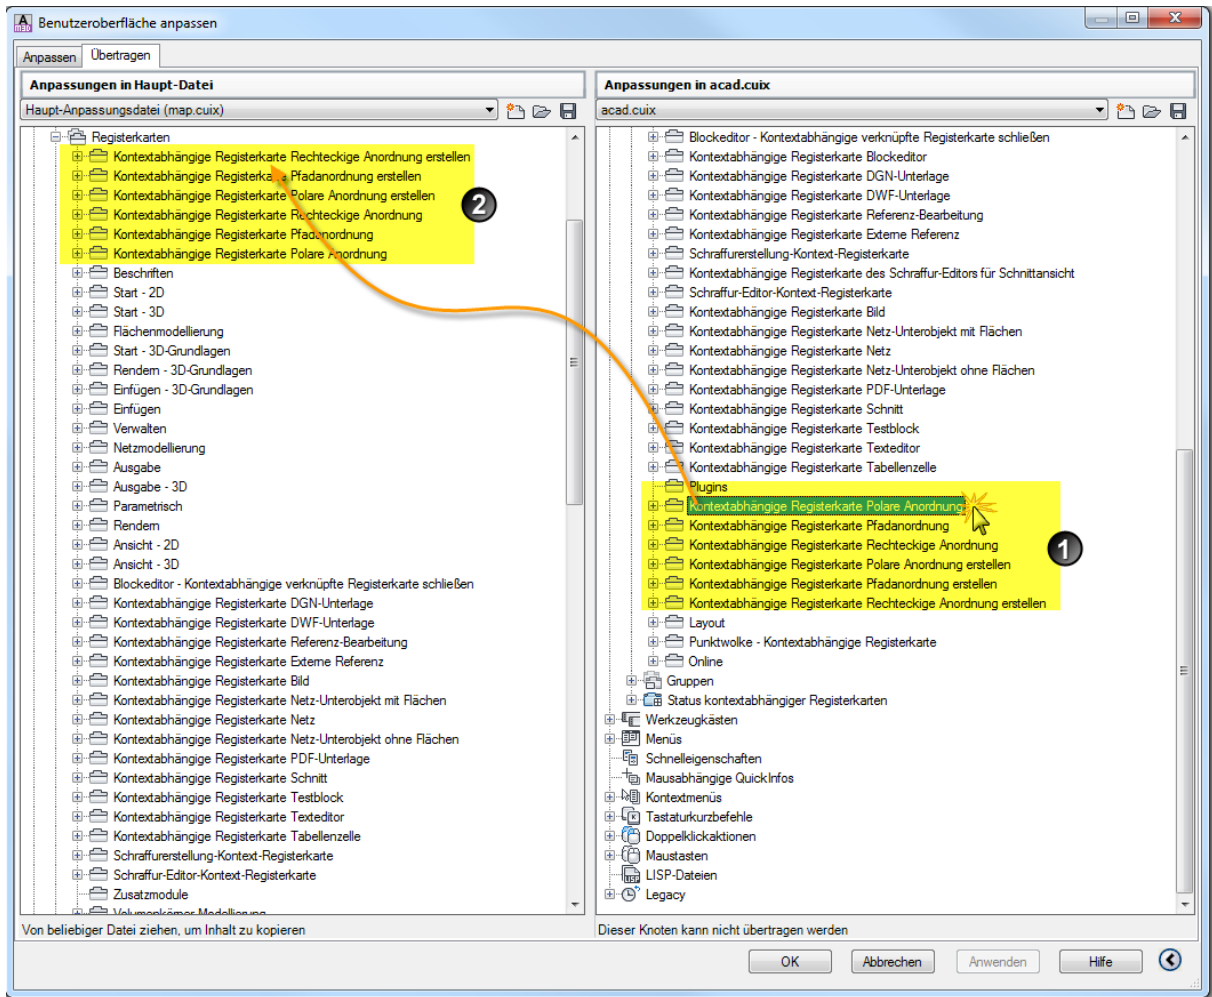 Benutzeroberfläche anpassen
Anpassen
Übertragen
Anpassungen in Haupt-Datei
Haupt-Anpassungsdatei (map.cuix)
Registerkarten
Kontextabhängige Registerkarte Rechteckige Anordnung erstellen
Kontextabhängige Registerkarte Pfadanordnung erstellen
Kontextabhängige Registerkarte Polare Anordnung erstellen
Kontextabhängige Registerkarte Rechteckige Anordnung
Kontextabhängige Registerkarte Pfadanordnung
Kontextabhängige Registerkarte Polare Anordnung
2
Beschriften
Start - 2D
Start - 3D
Flächenmodellierung
Start - 3D-Grundlagen
Rendern - 3D-Grundlagen
Einfügen - 3D-Grundlagen
Einfügen
Verwalten
Netzmodellierung
Ausgabe
Ausgabe - 3D
Parametrisch
Rendern
Ansicht - 2D
Ansicht - 3D
Blockeditor - Kontextabhängige verknüpfte Registerkarte schließen
Kontextabhängige Registerkarte DGN-Unterlage
Kontextabhängige Registerkarte DWF-Unterlage
Kontextabhängige Registerkarte Referenz-Bearbeitung
Kontextabhängige Registerkarte Externe Referenz
Kontextabhängige Registerkarte Bild
Kontextabhängige Registerkarte Netz-Unterobjekt mit Flächen
Kontextabhängige Registerkarte Netz
Kontextabhängige Registerkarte Netz-Unterobjekt ohne Flächen
Kontextabhängige Registerkarte PDF-Unterlage
Kontextabhängige Registerkarte Schnitt
Kontextabhängige Registerkarte Testblock
Kontextabhängige Registerkarte Texteditor
Kontextabhängige Registerkarte Tabellenzelle
Schraffurerstellung-Kontext-Registerkarte
Schraffur-Editor-Kontext-Registerkarte
Zusatzmodule
Volumenkörper Modellierung
Von beliebiger Datei ziehen, um Inhalt zu kopieren
Anpassungen in acad.cuix
acad.cuix
Blockeditor - Kontextabhängige verknüpfte Registerkarte schließen
Kontextabhängige Registerkarte Blockeditor
Kontextabhängige Registerkarte DGN-Unterlage
Kontextabhängige Registerkarte DWF-Unterlage
Kontextabhängige Registerkarte Referenz-Bearbeitung
Kontextabhängige Registerkarte Externe Referenz
Schraffurerstellung-Kontext-Registerkarte
Kontextabhängige Registerkarte des Schraffur-Editors für Schnittansicht
Schraffur-Editor-Kontext-Registerkarte
Kontextabhängige Registerkarte Bild
Kontextabhängige Registerkarte Netz-Unterobjekt mit Flächen
Kontextabhängige Registerkarte Netz
Kontextabhängige Registerkarte Netz-Unterobjekt ohne Flächen
Kontextabhängige Registerkarte PDF-Unterlage
Kontextabhängige Registerkarte Schnitt
Kontextabhängige Registerkarte Testblock
Kontextabhängige Registerkarte Texteditor
Kontextabhängige Registerkarte Tabellenzelle
Plugins
Kontextabhängige Registerkarte Polare Anordnung
Kontextabhängige Registerkarte Pfadanordnung
Kontextabhängige Registerkarte Rechteckige Anordnung
Kontextabhängige Registerkarte Polare Anordnung erstellen
Kontextabhängige Registerkarte Pfadanordnung erstellen
Kontextabhängige Registerkarte Rechteckige Anordnung erstellen
1
Layout
Punktwolke - Kontextabhängige Registerkarte
Online
Gruppen
Status kontextabhängiger Registerkarten
Werkzeugkästen
Menüs
Schnelleigenschaften
Mausabhängige QuickInfos
Kontextmenüs
Tastaturkurzbefehle
Doppelklickaktionen
Maustasten
LISP-Dateien
Legacy
Dieser Knoten kann nicht übertragen werden
OK
Abbrechen
Anwenden
Hilfe